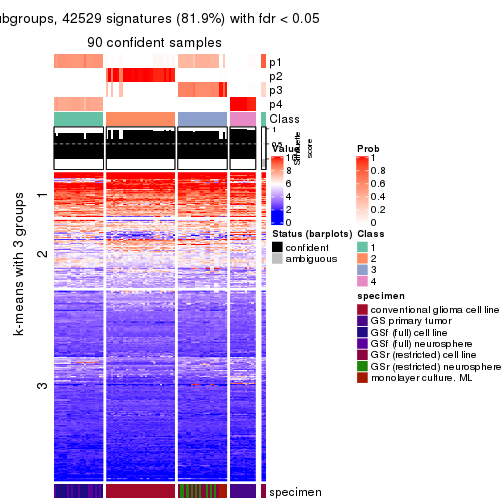 bgroups, 42529 signatures (81.9%) with fdr < 0.05
90 confident samples
p1
p2
p3
p4
Class
1
Silhouette
score
k-means with 3 groups
1
2
3
Value
10
8
6
4
2
0
Prob
1
0.8
0.6
0.4
0.2
0
Status (barplots)
confident
ambiguous
Class
1
2
3
4
specimen
conventional glioma cell line
GS primary tumor
GSf (full) cell line
GSf (full) neurosphere
GSr (restricted) cell line
GSr (restricted) neurosphere
monolayer culture. ML
specimen